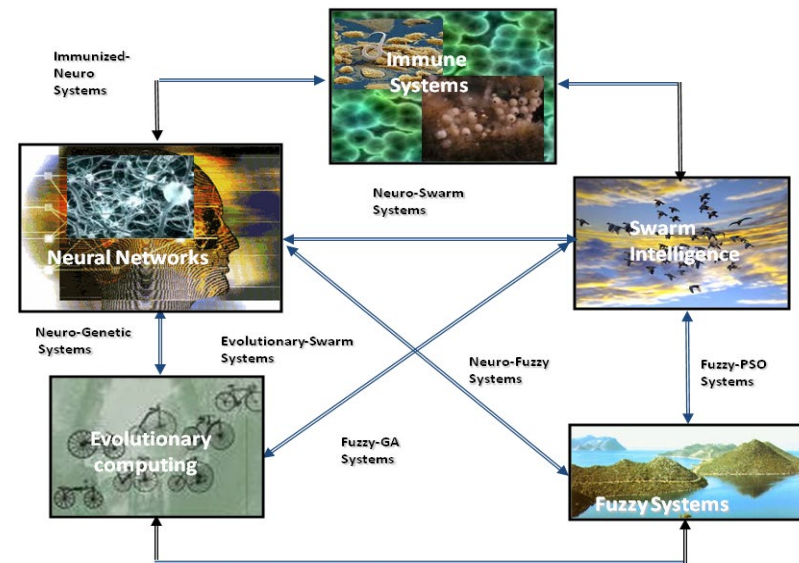 Immunized-
Neuro
Systems
Immune
Systems
Neuro-Swarm
Systems
Neural Networks
Swarm
Intelligence
Neuro-Genetic
Systems
Evolutionary-Swarm
Systems
Neuro-Fuzzy
Systems
Fuzzy-PSO
Systems
Evolutionary
computing
Fuzzy-GA
Systems
Fuzzy Systems